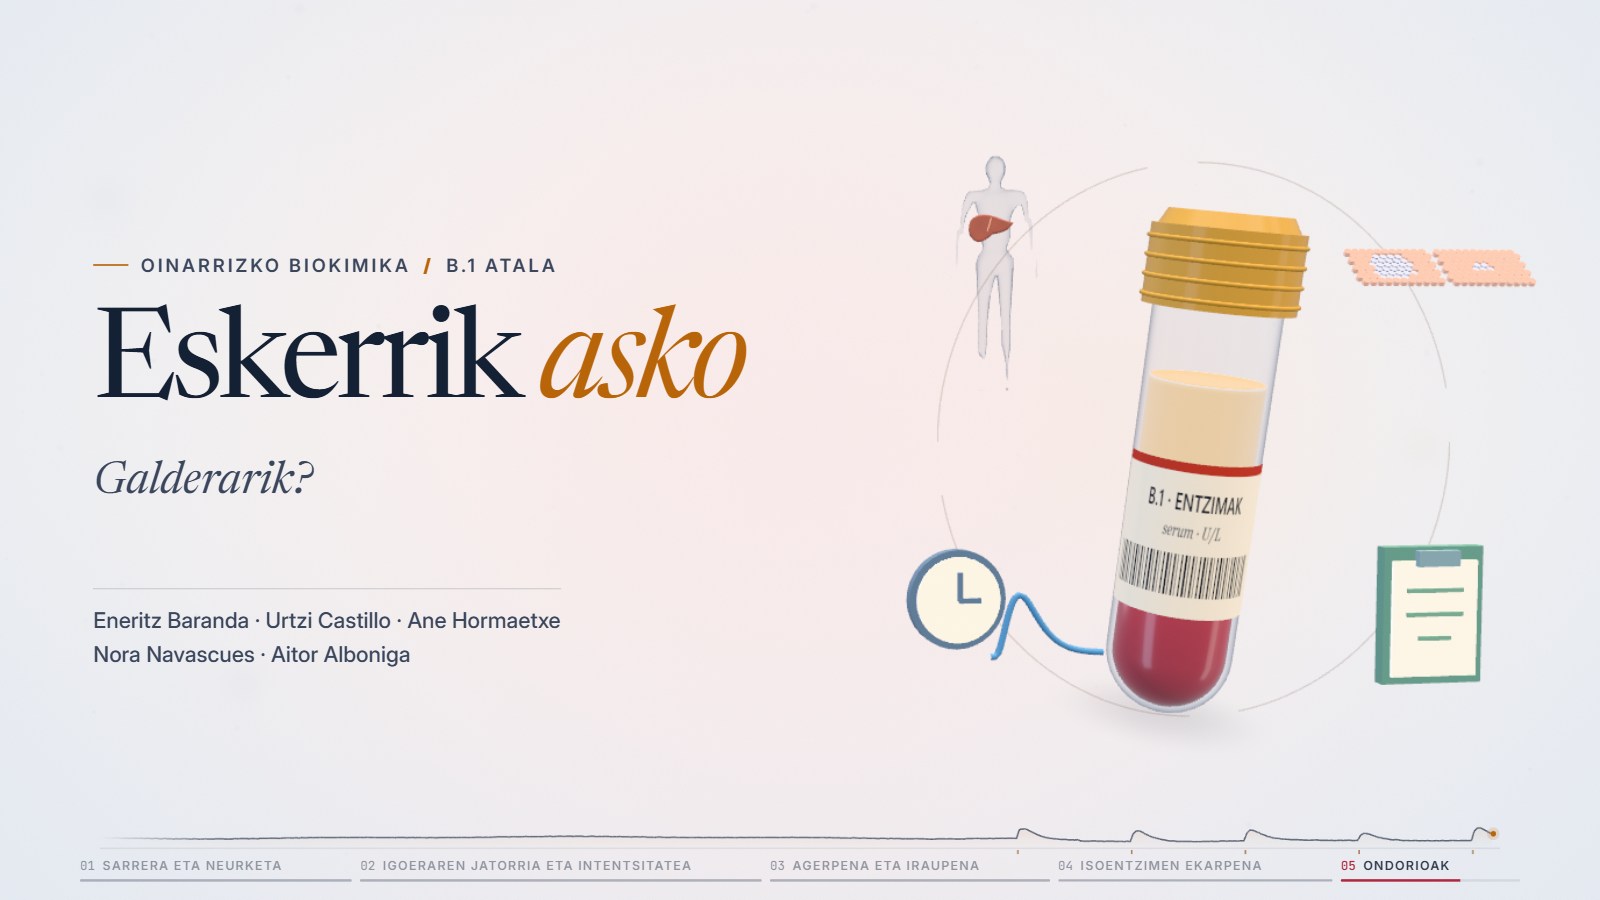 OINARRIZKO BIOKIMIKA / B.1 ATALA
Eskerrik asko
Galderarik?
Eneritz Baranda · Urtzi Castillo · Ane Hormaetxe
Nora Navascues · Aitor Alboniga
B.1 · ENTZIMAK
serum · U/L
01 SARRERA ETA NEURKETA
02 IGOERAREN JATORRIA ETA INTENTSITATEA
03 AGERPENA ETA IRAUPENA
04 ISOENTZIMEN EKARPENA
05 ONDORIOAK